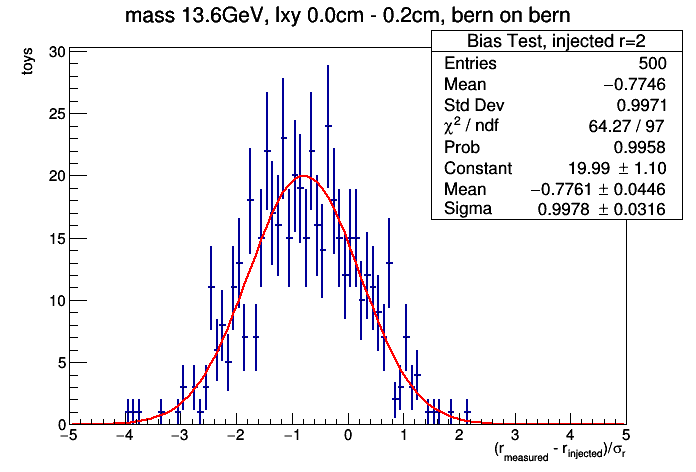 mass 13.6GeV, lxy 0.0cm - 0.2cm, bern on bern
Bias Test, injected r=2
Entries 500
Mean −0.7746
Std Dev 0.9971
χ² / ndf 64.27 / 97
Prob 0.9958
Constant 19.99 ± 1.10
Mean −0.7761 ± 0.0446
Sigma 0.9978 ± 0.0316
toys
30
25
20
15
10
5
0
−5 −4 −3 −2 −1 0 1 2 3 4 5
(r_measured - r_injected)/σ_r